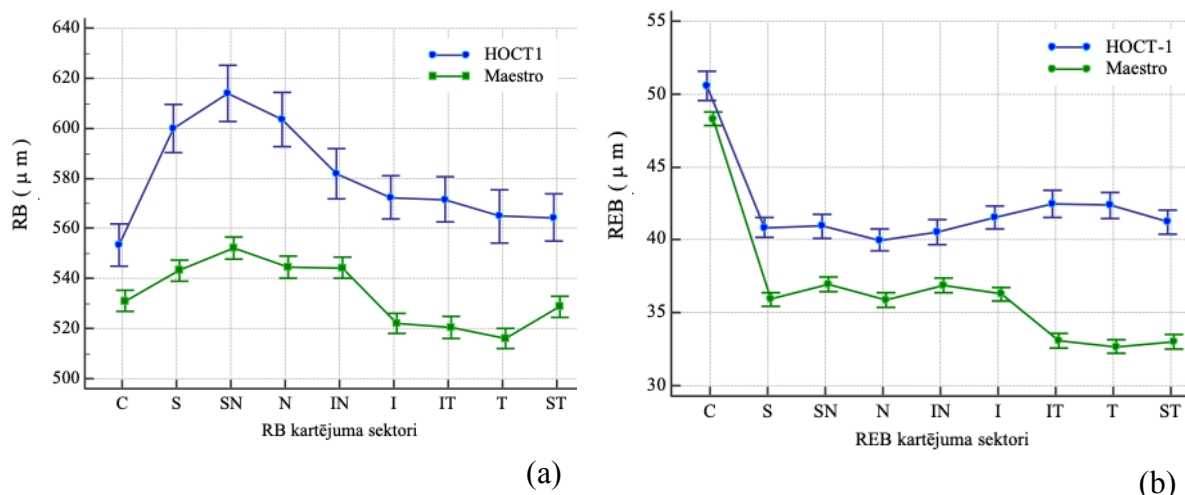 640
620
600
580
560
540
520
500
RB ( µ m )
HOCT1
Maestro
C S SN N IN I IT T ST
RB kartējuma sektori
(a)
55
50
45
40
35
30
REB (µ m)
HOCT-1
Maestro
C S SN N IN I IT T ST
REB kartējuma sektori
(b)